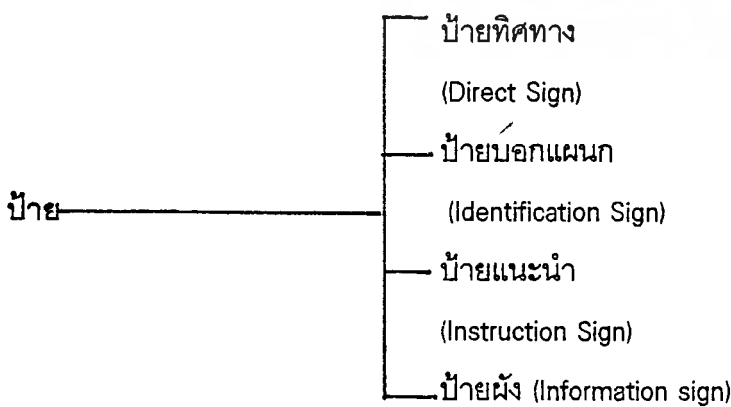 ป้ายทิศทาง
(Direct Sign)
ป้ายบอกแผนก
ป้าย
(Identification Sign)
ป้ายแนะนำ
(Instruction Sign)
ป้ายผัง (Information sign)